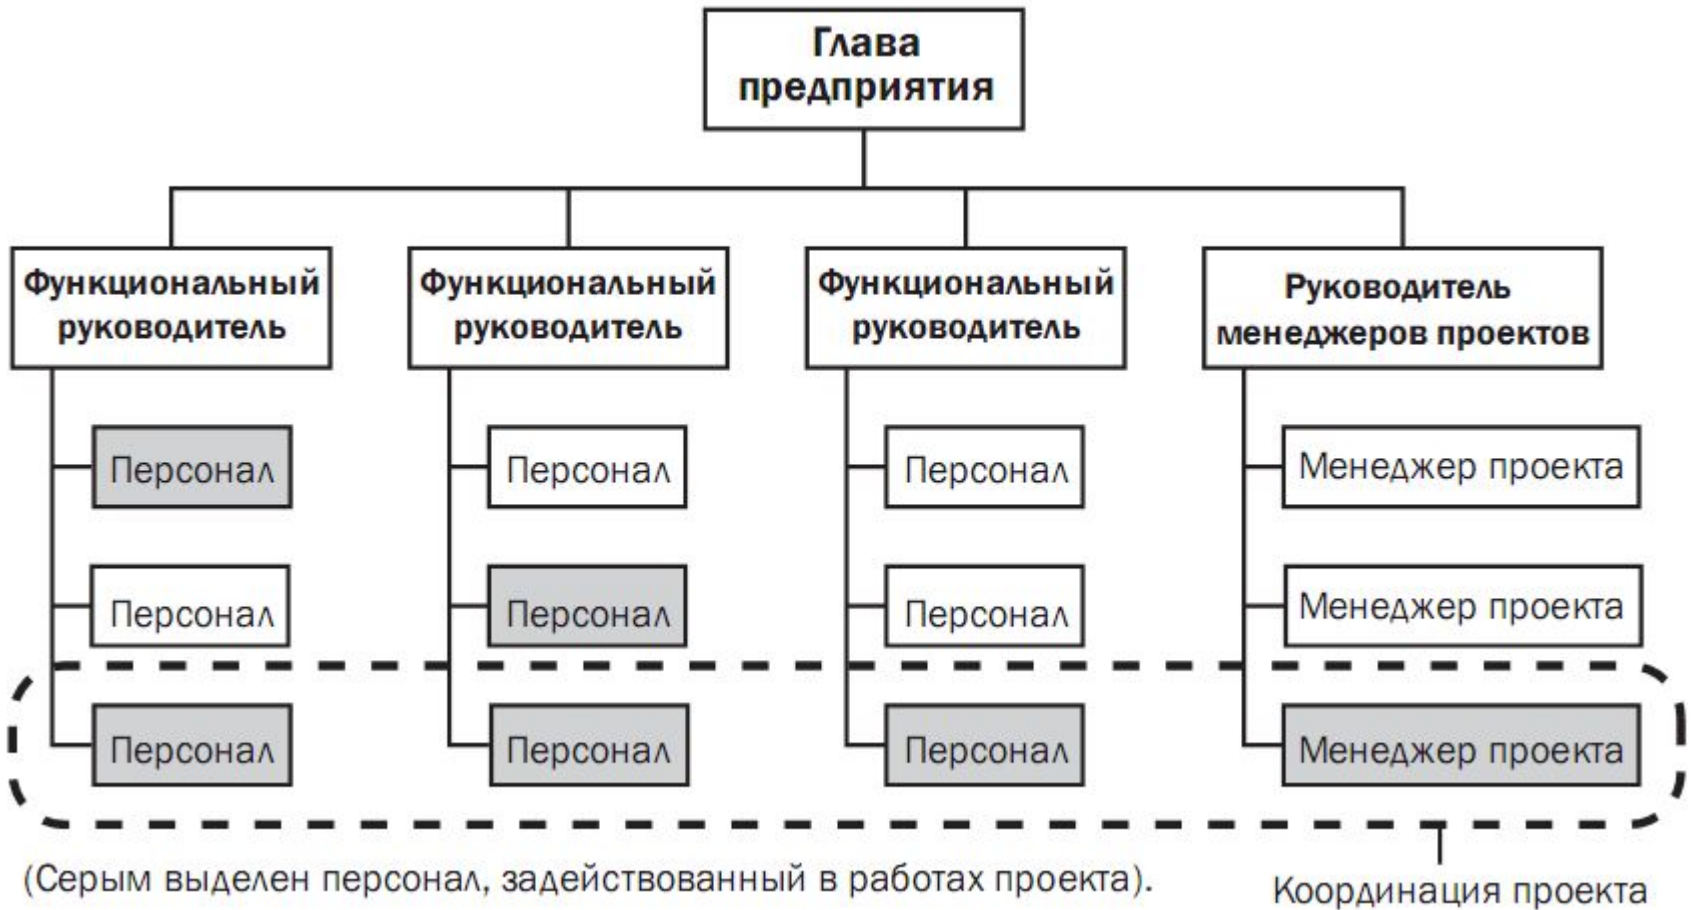 Глава
предприятия
Функциональный
руководитель
Функциональный
руководитель
Функциональный
руководитель
Руководитель
менеджеров проектов
Персонал
Персонал
Персонал
Менеджер проекта
Персонал
Персонал
Персонал
Менеджер проекта
Персонал
Персонал
Персонал
Менеджер проекта
(Серым выделен персонал, задействованный в работах проекта).
Координация проекта